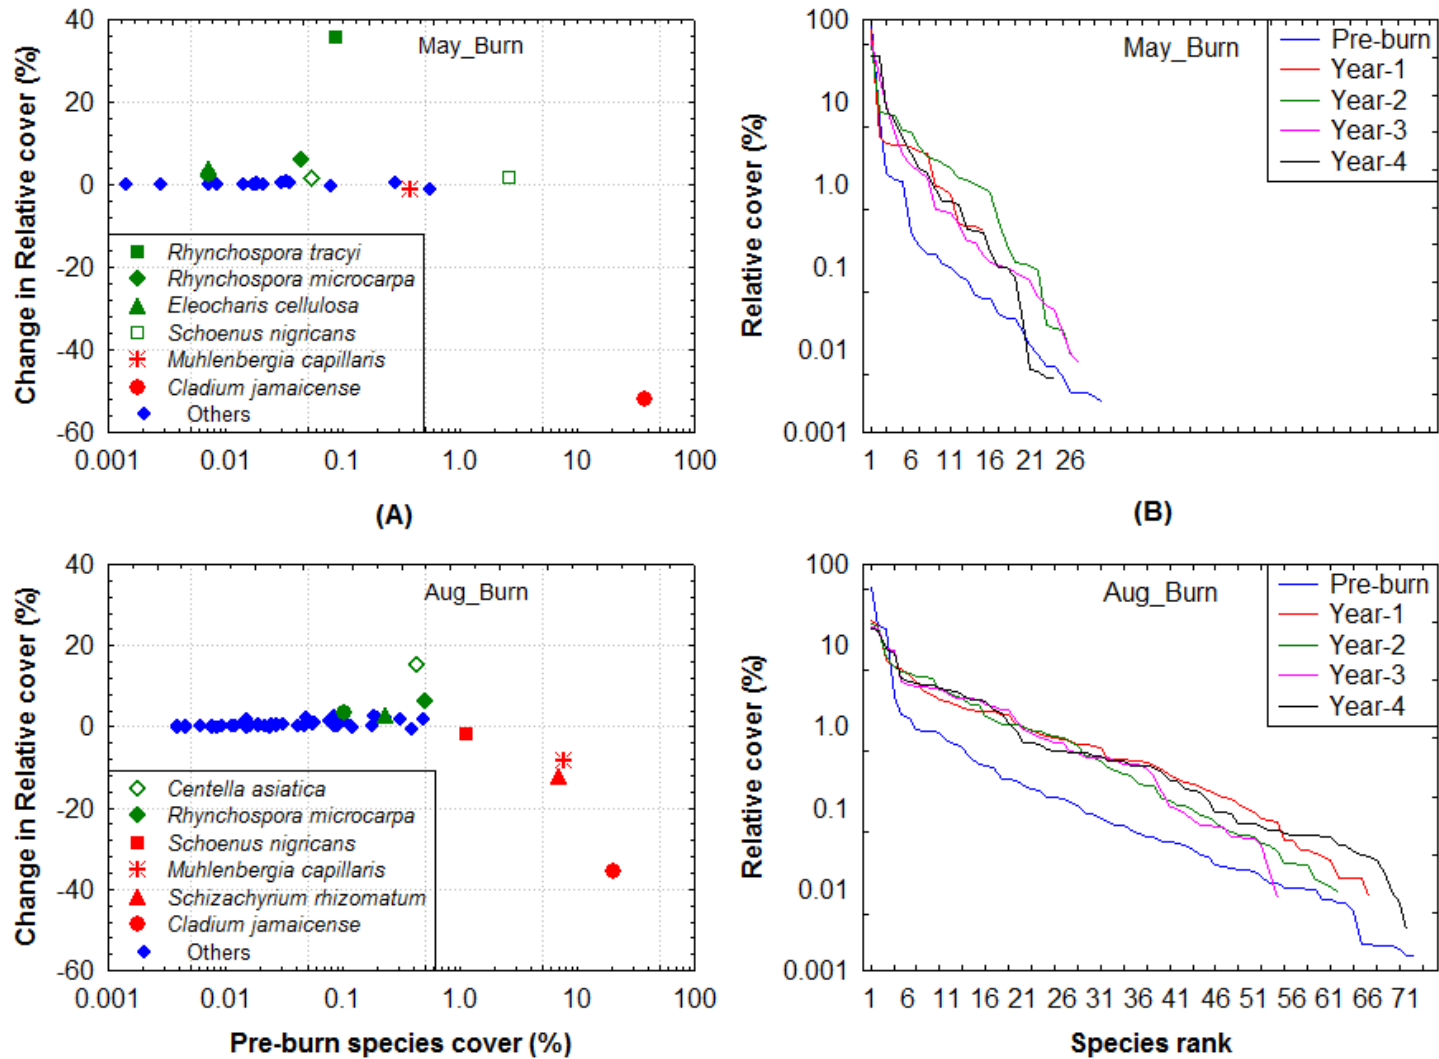 Change in Relative cover (%)
40
20
0
-20
-40
-60
May_Burn
Rhynchospora tracyi
Rhynchospora microcarpa
Eleocharis cellulosa
Schoenus nigricans
Muhlenbergia capillaris
Cladium jamaicense
Others
0.001 0.01 0.1 1.0 10 100
(A)
Relative cover (%)
100
10
1.0
0.1
0.01
0.001
May_Burn
Pre-burn
Year-1
Year-2
Year-3
Year-4
1 6 11 16 21 26
(B)
Change in Relative cover (%)
40
20
0
-20
-40
-60
Aug_Burn
Centella asiatica
Rhynchospora microcarpa
Schoenus nigricans
Muhlenbergia capillaris
Schizachyrium rhizomatum
Cladium jamaicense
Others
0.001 0.01 0.1 1.0 10 100
Pre-burn species cover (%)
Relative cover (%)
100
10
1.0
0.1
0.01
0.001
Aug_Burn
Pre-burn
Year-1
Year-2
Year-3
Year-4
1 6 11 16 21 26 31 36 41 46 51 56 61 66 71
Species rank